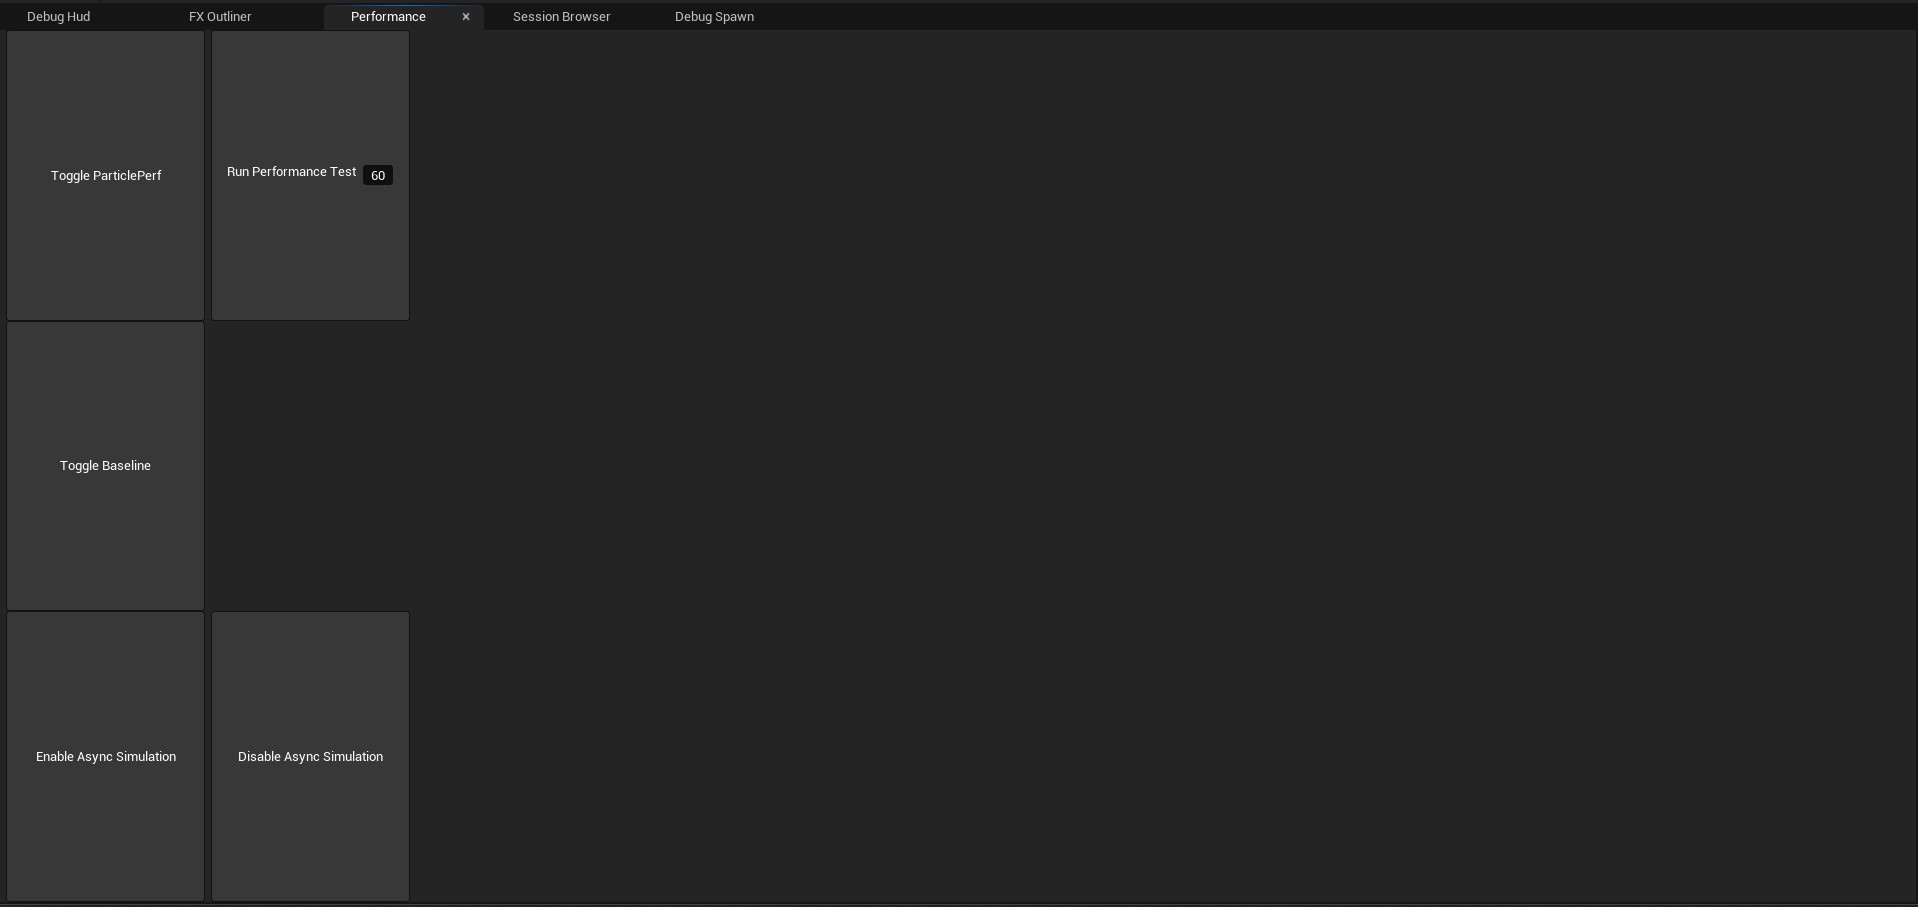 Debug Hud FX Outliner Performance × Session Browser Debug Spawn
Toggle ParticlePerf Run Performance Test 60
Toggle Baseline
Enable Async Simulation Disable Async Simulation